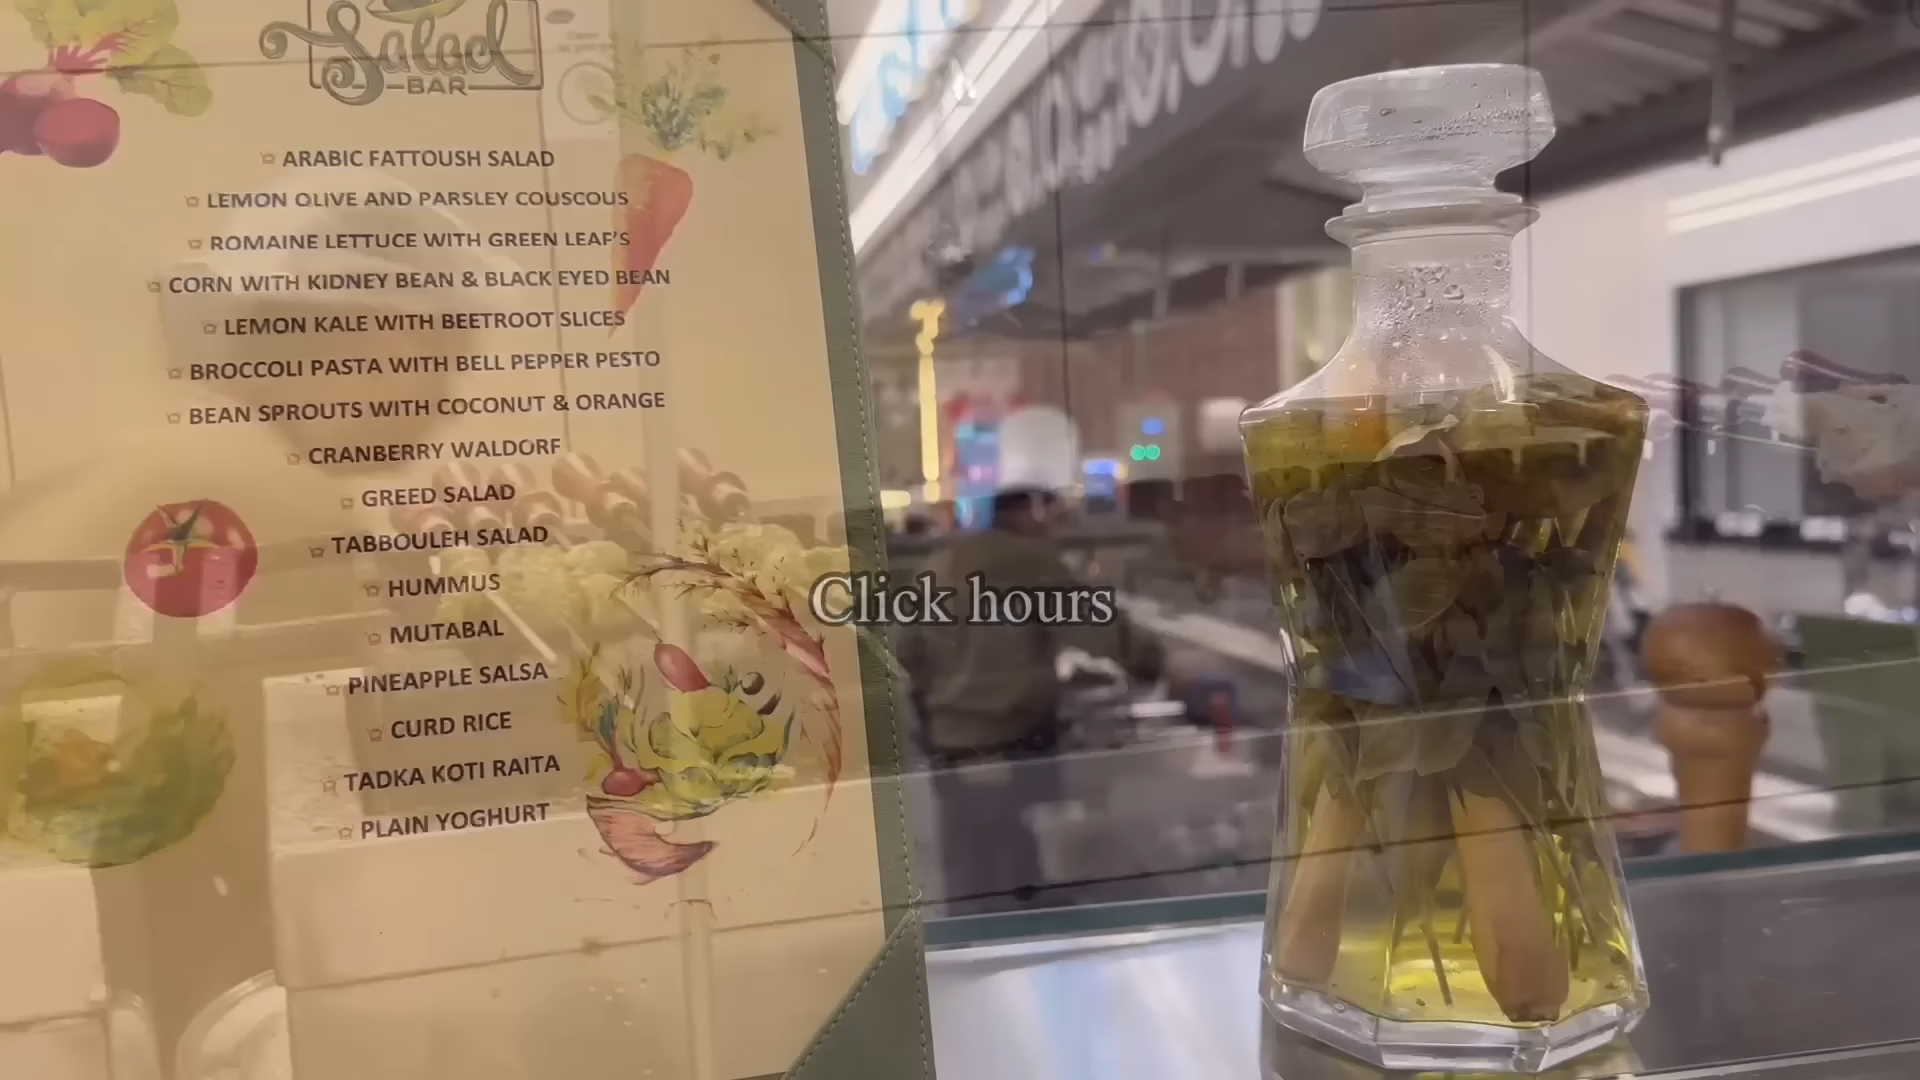 Salad
BAR
ARABIC FATTOUSH SALAD
LEMON OLIVE AND PARSLEY COUSCOUS
ROMAINE LETTUCE WITH GREEN LEAF'S
CORN WITH KIDNEY BEAN & BLACK EYED BEAN
LEMON KALE WITH BEETROOT SLICES
BROCCOLI PASTA WITH BELL PEPPER PESTO
BEAN SPROUTS WITH COCONUT & ORANGE
CRANBERRY WALDORF
GREED SALAD
TABBOULEH SALAD
HUMMUS
MUTABAL
PINEAPPLE SALSA
CURD RICE
TADKA KOTI RAITA
PLAIN YOGHURT
Click hours